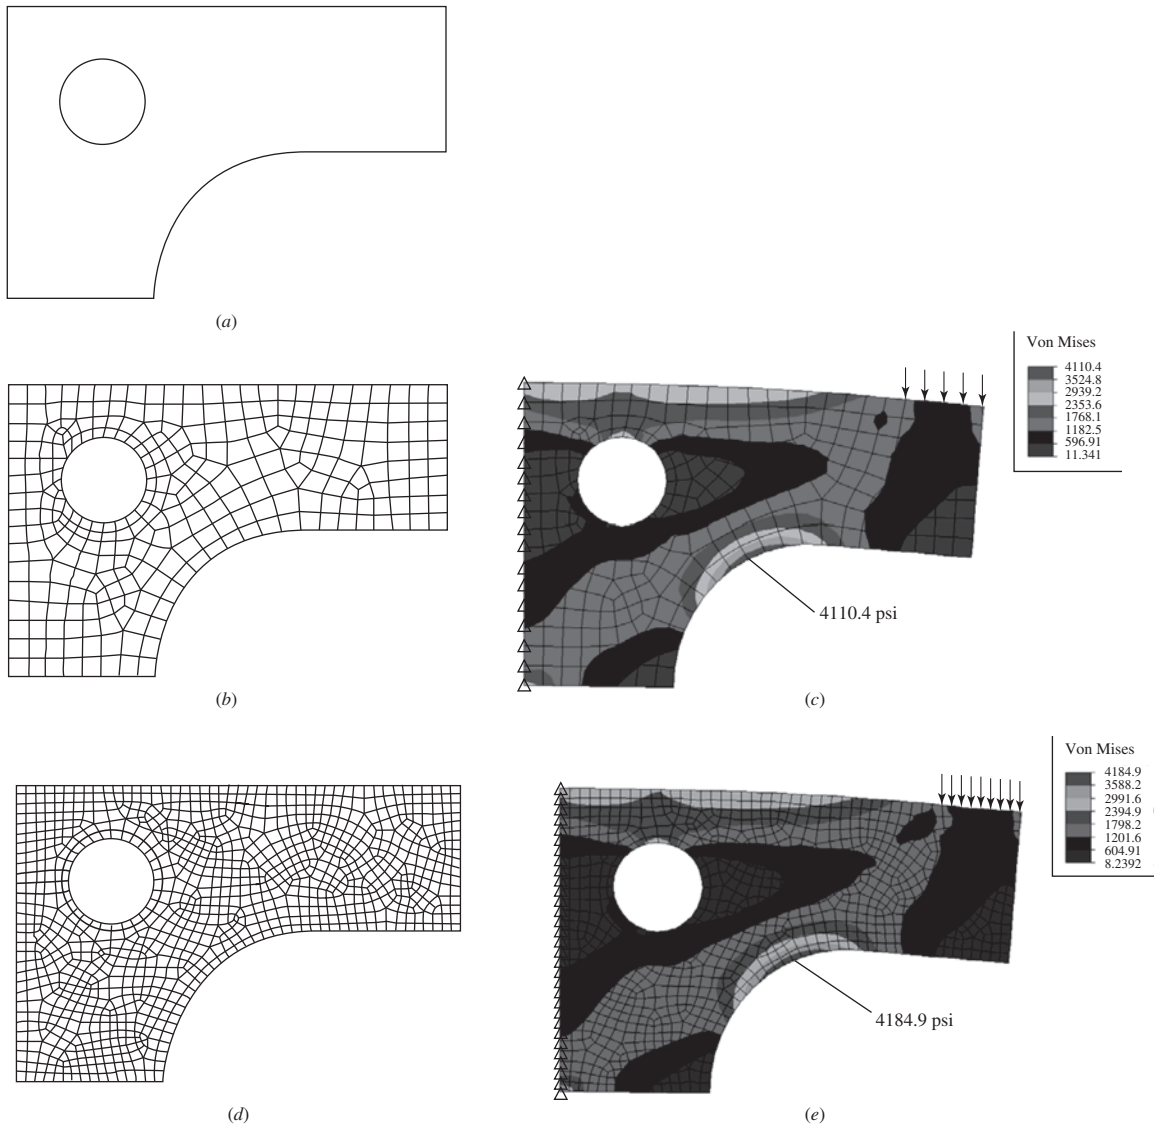 (a)
Von Mises
4110.4
3524.8
2939.2
2353.6
1768.1
1182.5
596.91
11.341
4110.4 psi
(b)
(c)
Von Mises
4184.9
3588.2
2991.6
2394.9
1798.2
1201.6
604.91
8.2392
4184.9 psi
(d)
(e)